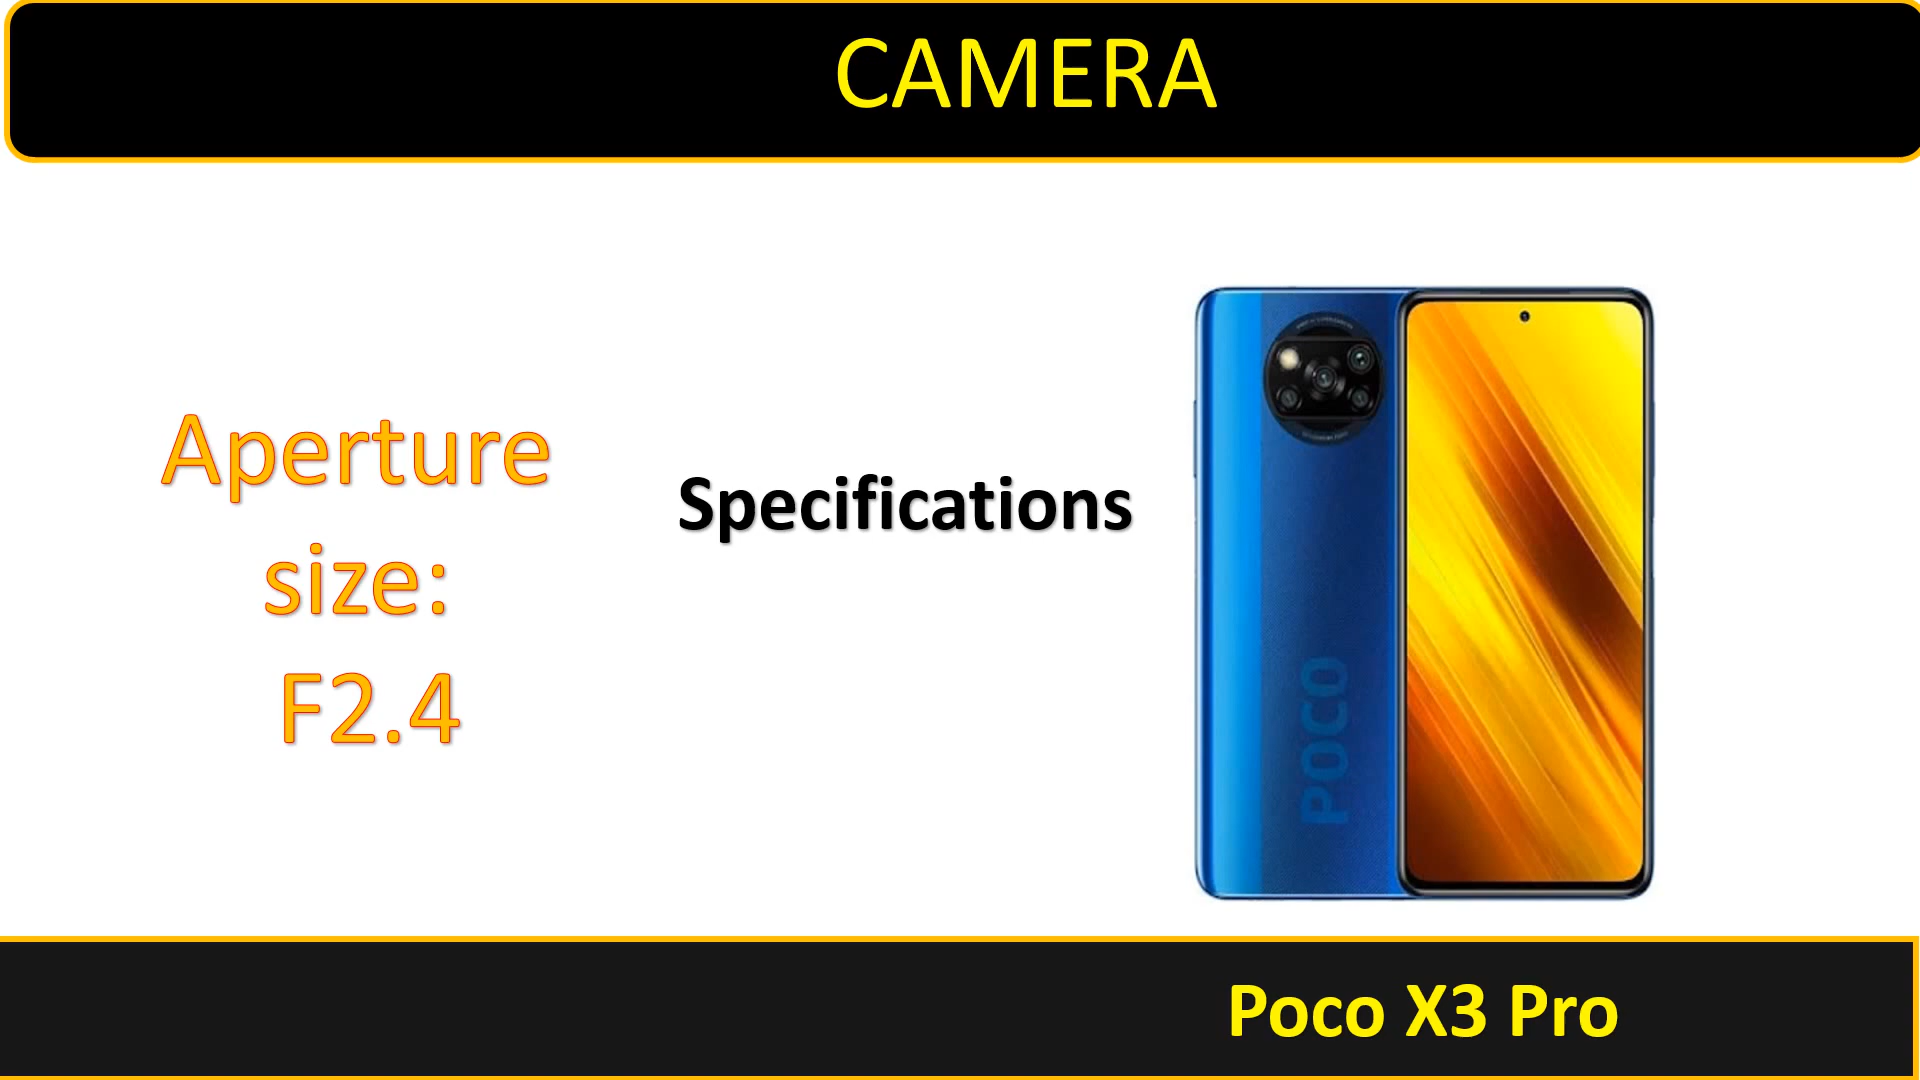 CAMERA
Aperture
size:
F2.4
Specifications
POCO
Poco X3 Pro